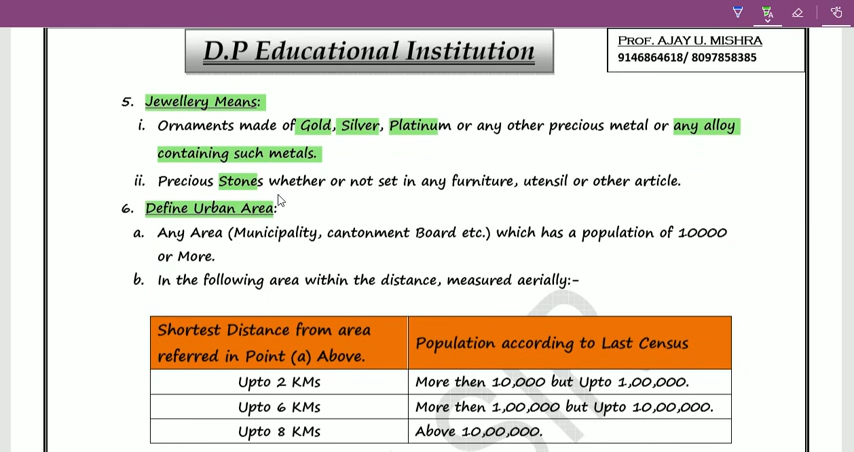 D.P Educational Institution
PROF. AJAY U. MISHRA
9146864618/ 8097858385
5. Jewellery Means:
i. Ornaments made of Gold, Silver, Platinum or any other precious metal or any alloy
containing such metals.
ii. Precious Stones whether or not set in any furniture, utensil or other article.
6. Define Urban Area:
a. Any Area (Municipality, cantonment Board etc.) which has a population of 10000
or More.
b. In the following area within the distance, measured aerially:-
Shortest Distance from area
referred in Point (a) Above.
Population according to Last Census
Upto 2 KMs
More then 10,000 but Upto 1,00,000.
Upto 6 KMs
More then 1,00,000 but Upto 10,00,000.
Upto 8 KMs
Above 10,00,000.